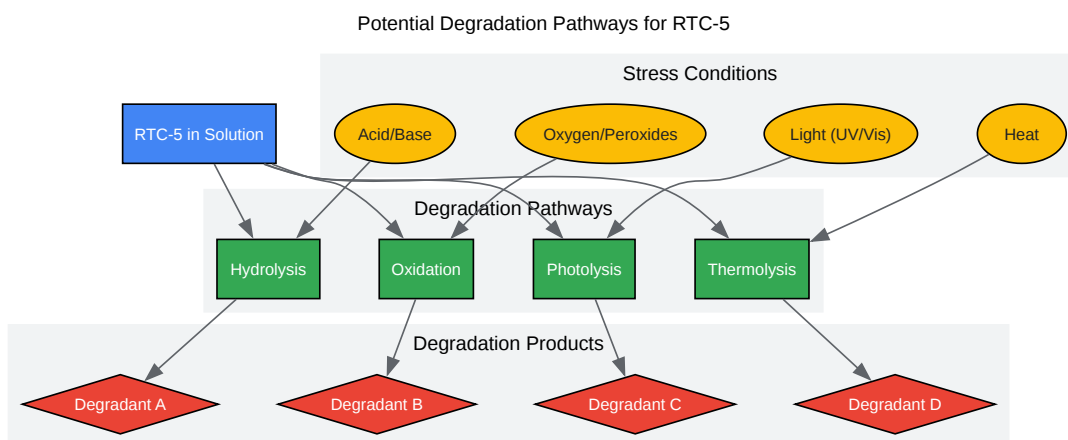 Potential Degradation Pathways for RTC-5
Stress Conditions
RTC-5 in Solution
Acid/Base
Oxygen/Peroxides
Light (UV/Vis)
Heat
Degradation Pathways
Hydrolysis
Oxidation
Photolysis
Thermolysis
Degradation Products
Degradant A
Degradant B
Degradant C
Degradant D